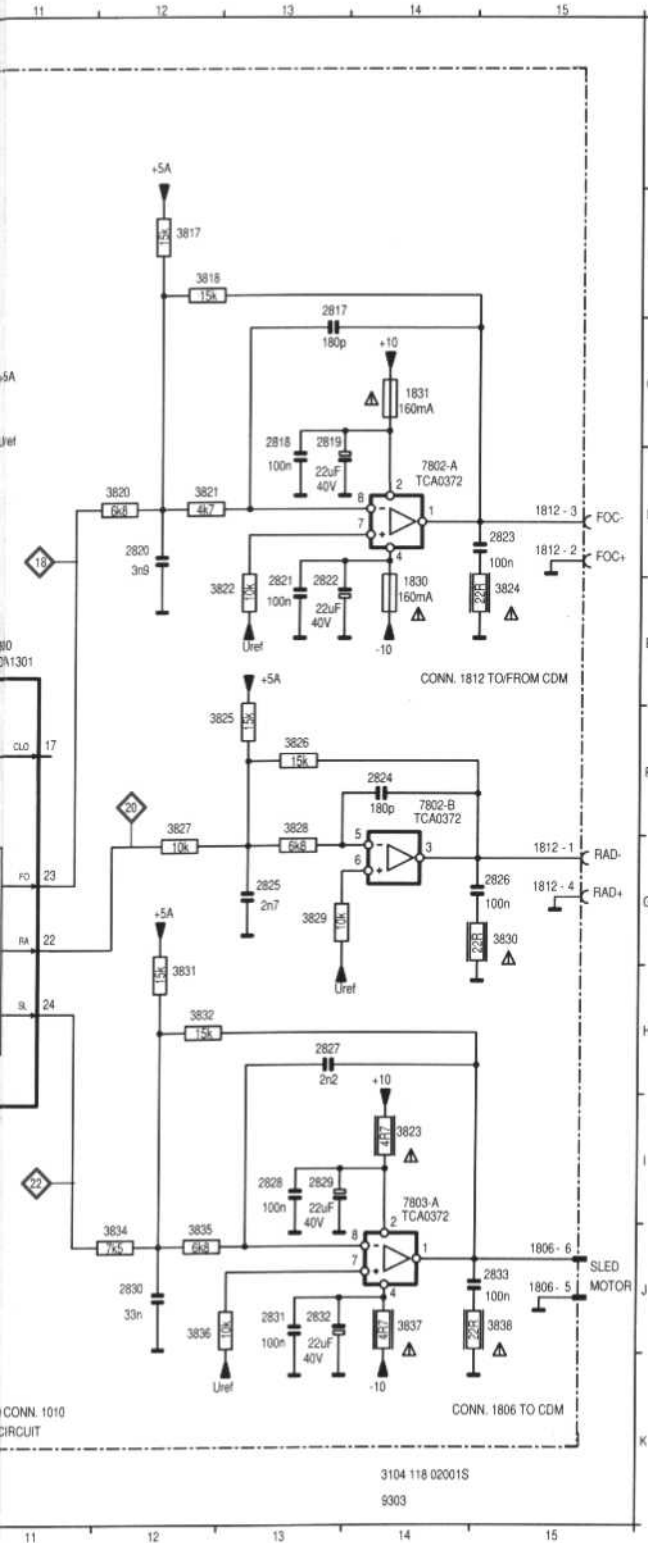 11 12 13 14 15
+5A
15k 3817
3818
15k
2817
180p
+10
+5A
1831
160mA
Uref
2818 2819
100n
22uF
40V
7802-A
TCA0372
2
3820
6k8
3821
4k7
8
7
1
4
1812 - 3 FOC-
1812 - 2 FOC+
18
2820
3n9
2823
100n
3822 10k
2821 2822
100n
22uF
40V
1830
160mA
22R 3824
Uref
-10
CONN. 1812 TO/FROM CDM
+5A
3825 15k
CLO 17
3826
15k
2824
180p
7802-B
TCA0372
20
3827
10k
3828
6k8
5
6
3
1812 - 1 RAD-
1812 - 4 RAD+
FO 23
2825
2n7
2826
100n
3829 10k
22R 3830
+5A
RA 22
15k 3831
Uref
SL 24
3832
15k
2827
2n2
+10
4R7 3823
22
2828 2829
100n
22uF
40V
7803-A
TCA0372
2
3834
7k5
3835
6k8
8
7
1
4
1806 - 6
1806 - 5
SLED
MOTOR
2830
33n
2833
100n
3836 10k
2831 2832
100n
22uF
40V
4R7 3837
22R 3838
Uref
-10
CONN. 1010
CIRCUIT
CONN. 1806 TO CDM
3104 118 02001S
9303
11 12 13 14 15
F
H
I
J
K